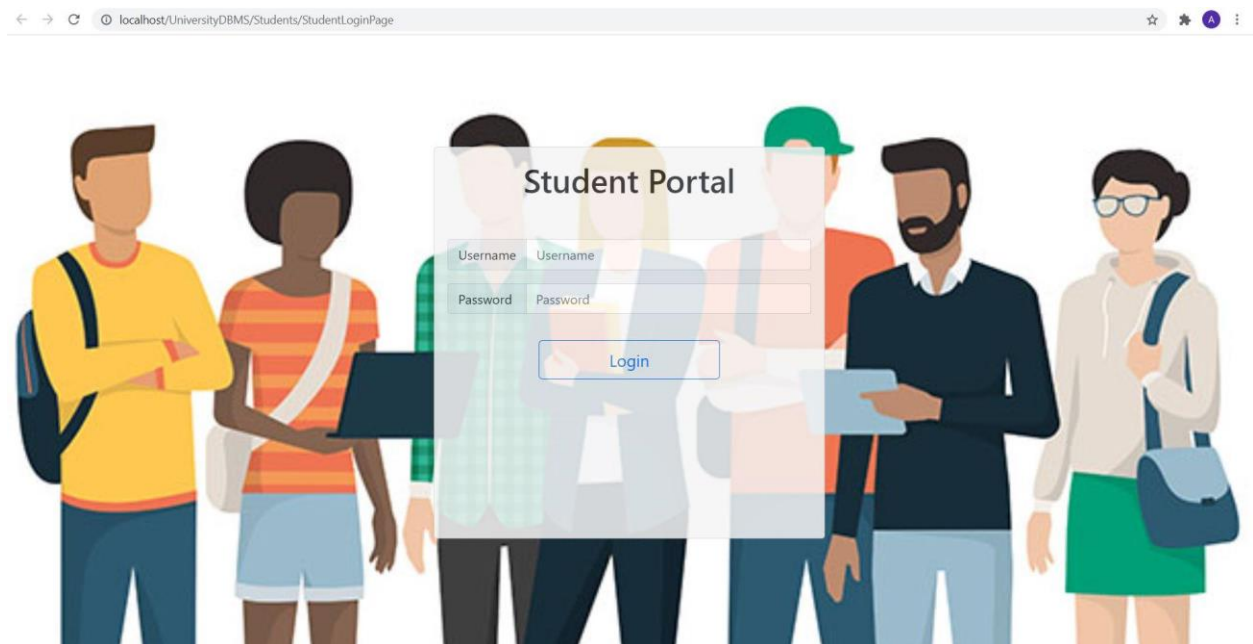 localhost/UniversityDBMS/Students/StudentLoginPage
A
Student Portal
Username Username
Password Password
Login